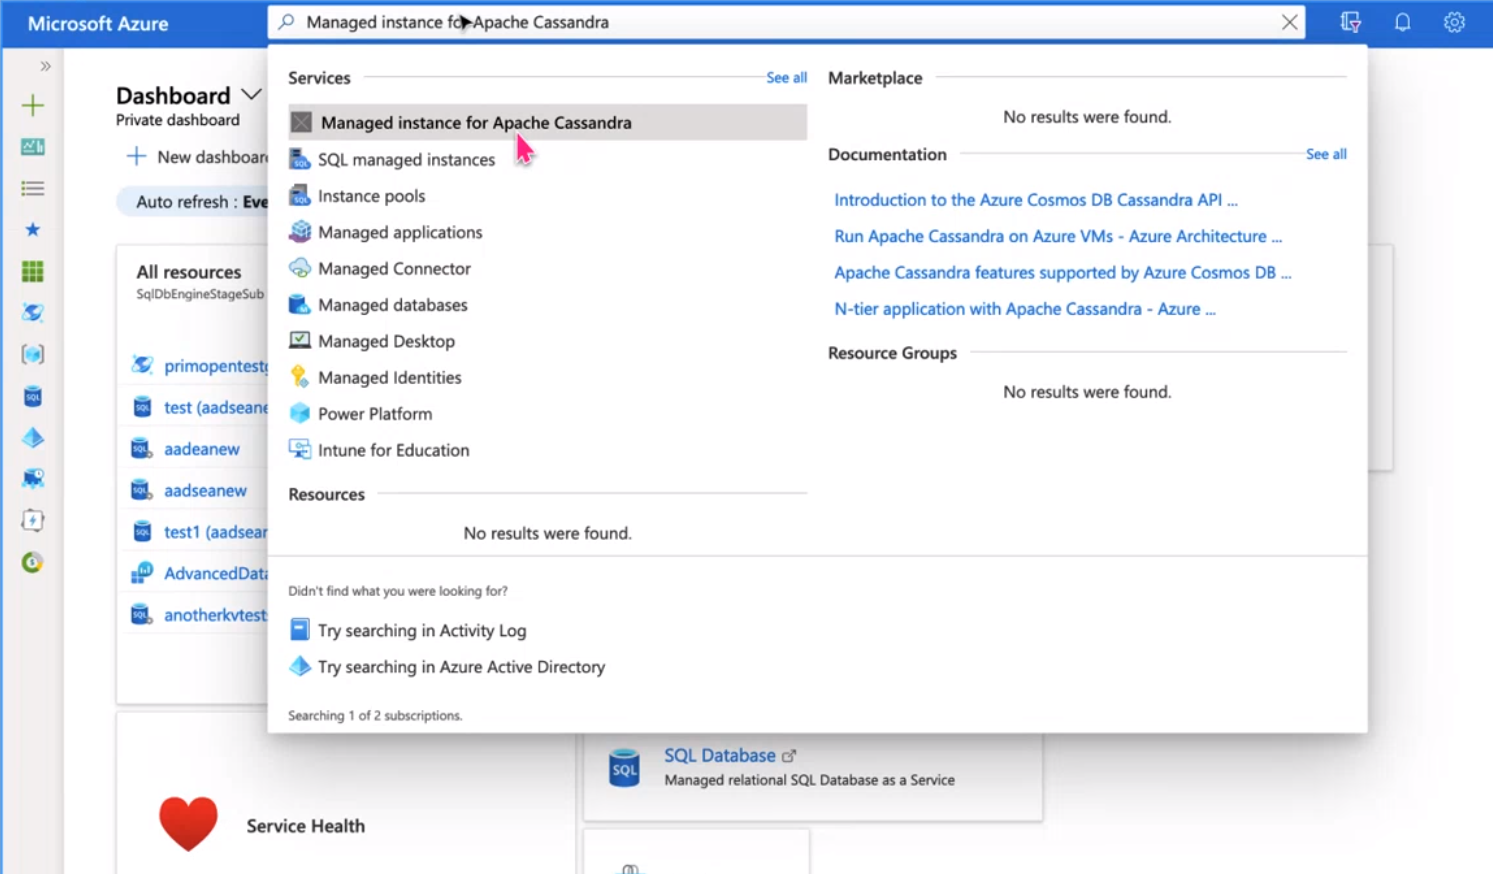 Microsoft Azure
Managed instance for Apache Cassandra
Dashboard
Private dashboard
New dashboard
Auto refresh : Eve
All resources
SqlDbEngineStageSub
primopentestg
test (aadseane
aadeanew
aadseanew
test1 (aadsear
AdvancedData
anotherkvtest
Services
See all
Managed instance for Apache Cassandra
SQL managed instances
Instance pools
Managed applications
Managed Connector
Managed databases
Managed Desktop
Managed Identities
Power Platform
Intune for Education
Resources
No results were found.
Marketplace
No results were found.
Documentation
See all
Introduction to the Azure Cosmos DB Cassandra API ...
Run Apache Cassandra on Azure VMs - Azure Architecture ...
Apache Cassandra features supported by Azure Cosmos DB ...
N-tier application with Apache Cassandra - Azure ...
Resource Groups
No results were found.
Didn't find what you were looking for?
Try searching in Activity Log
Try searching in Azure Active Directory
Searching 1 of 2 subscriptions.
Service Health
SQL
SQL Database
Managed relational SQL Database as a Service